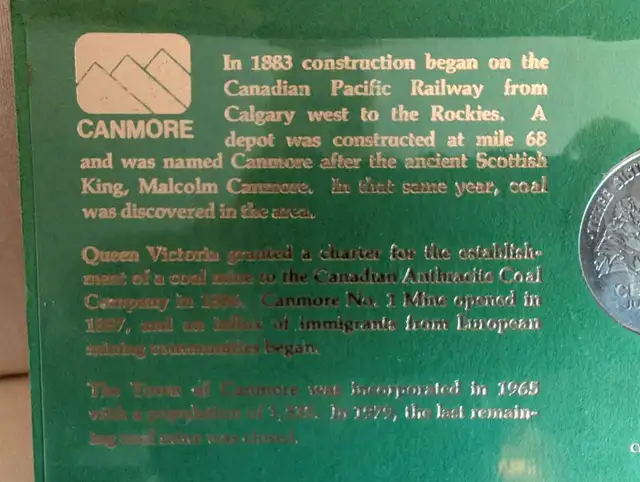 CANMORE
In 1883 construction began on the
Canadian Pacific Railway from
Calgary west to the Rockies. A
depot was constructed at mile 68
and was named Canmore after the ancient Scottish
King, Malcolm Canmore. In that same year, coal
was discovered in the area.
Queen Victoria granted a charter for the establish-
ment of a coal mine to the Canadian Anthracite Coal
Company in 1886. Canmore No. 1 Mine opened in
1887, and an influx of immigrants from European
mining communities began.
The Town of Canmore was incorporated in 1965
with a population of In 1979, the last remain-
ing coal mine was closed.